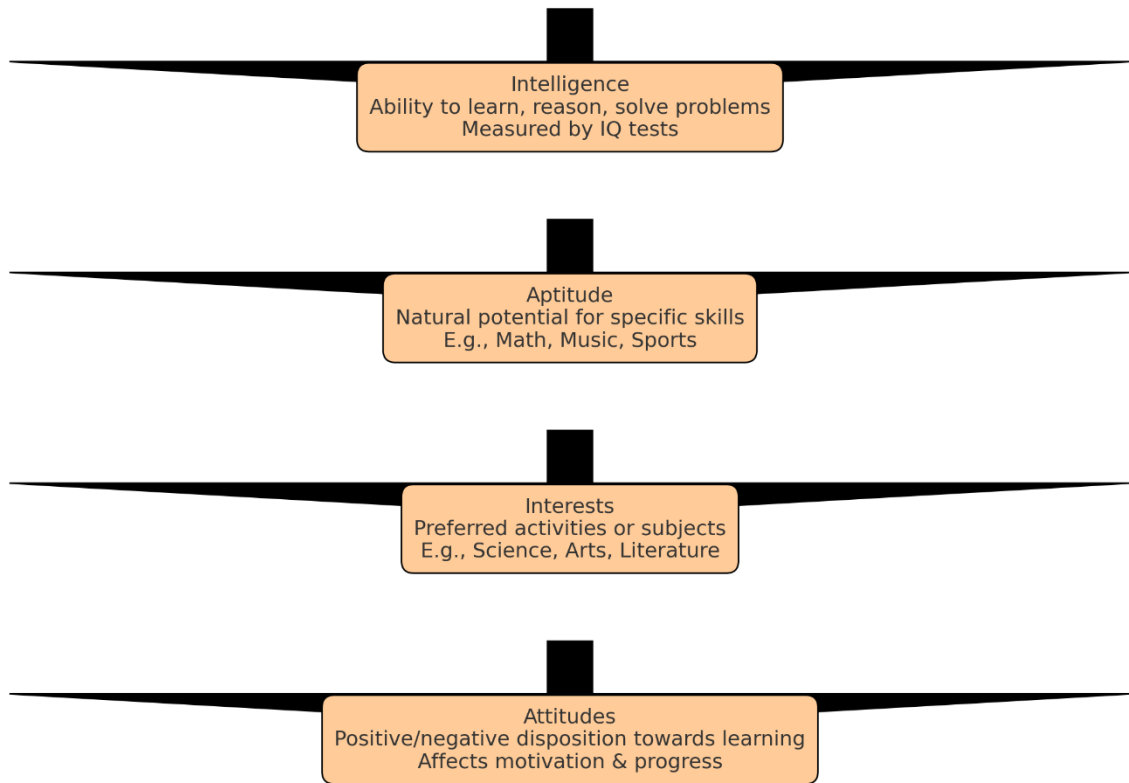 Intelligence
Ability to learn, reason, solve problems
Measured by IQ tests
Aptitude
Natural potential for specific skills
E.g., Math, Music, Sports
Interests
Preferred activities or subjects
E.g., Science, Arts, Literature
Attitudes
Positive/negative disposition towards learning
Affects motivation & progress